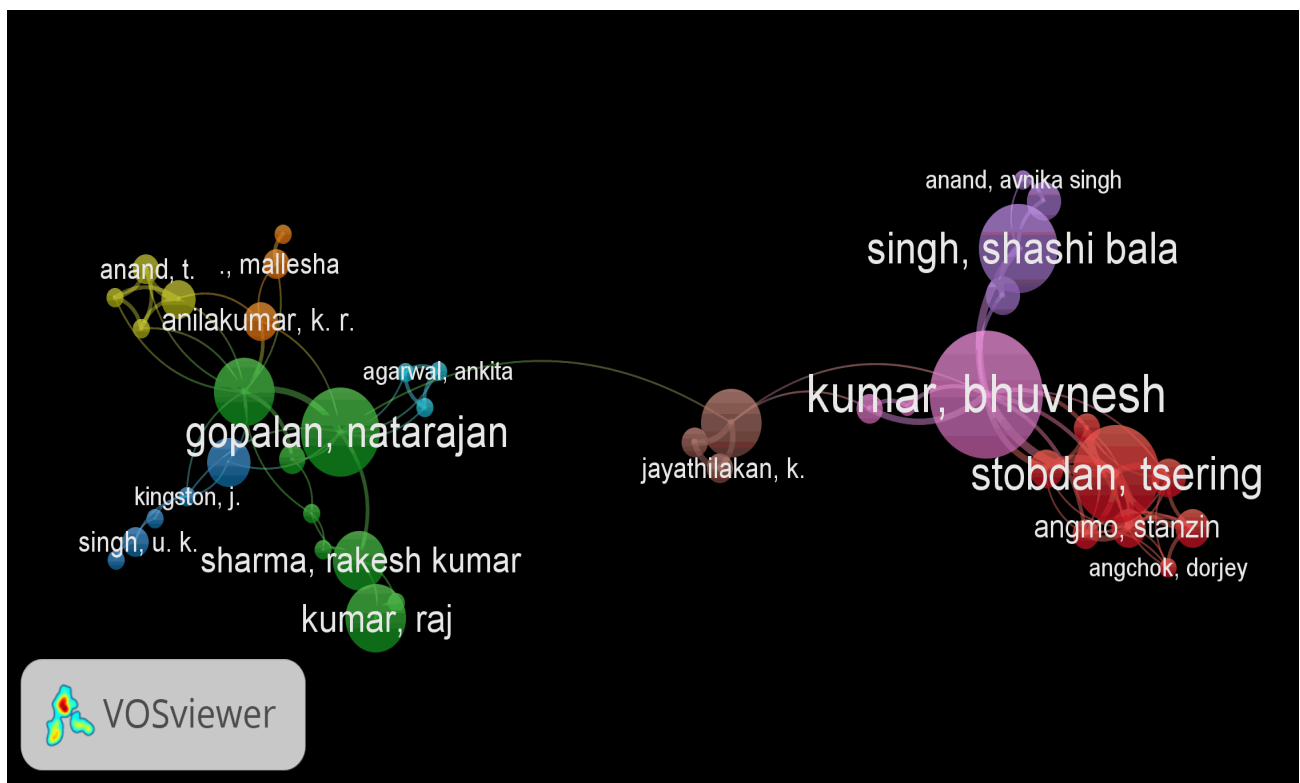 anand, avnika singh
singh, shashi bala
anand, t.
., mallesha
anilakumar, k. r.
agarwal, ankita
kumar, bhuvnesh
gopalan, natarajan
jayathilakan, k.
stobdan, tsering
kingston, j.
angmo, stanzin
singh, u. k.
sharma, rakesh kumar
angchok, dorjey
kumar, raj
VOSviewer